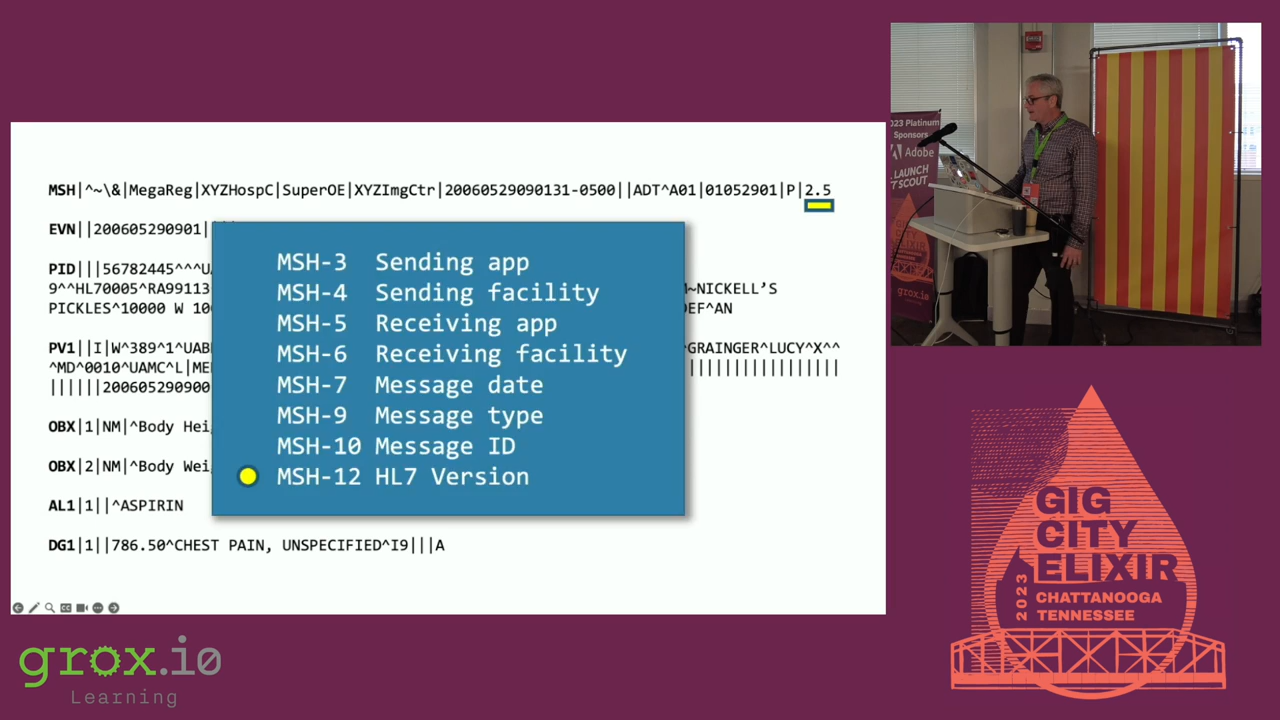 MSH|^~\&|MegaReg|XYZHospC|SuperOE|XYZImgCtr|20060529090131-0500||ADT^A01|01052901|P|2.5
EVN||200605290901||||
PID|||56782445^^^UA
9^^HL70005^RA99113
M~NICKELL’S
PICKLES^10000 W 10
DEF^AN
PV1||I|W^389^1^UAB
^GRAINGER^LUCY^X^^
^MD^0010^UAMC^L|ME
|||||||||||||||||
||||||200605290900
OBX|1|NM|^Body Hei
OBX|2|NM|^Body Wei
AL1|1||^ASPIRIN
DG1|1||786.50^CHEST PAIN, UNSPECIFIED^I9|||A
MSH-3 Sending app
MSH-4 Sending facility
MSH-5 Receiving app
MSH-6 Receiving facility
MSH-7 Message date
MSH-9 Message type
MSH-10 Message ID
MSH-12 HL7 Version
2023 Platinum
Sponsors
Adobe
LAUNCH
SCOUT
grox.io
GIG
CITY
ELIXIR
2023
CHATTANOOGA
TENNESSEE
grox.io
Learning